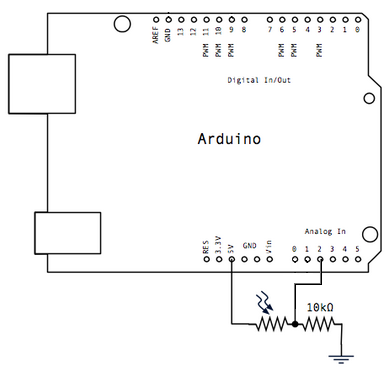 AREF GND 13 12 11 10 9 8 7 6 5 4 3 2 1 0
PWM PWM PWM PWM PWM PWM
Digital In/Out
Arduino
Analog In
RES 3.3V 5V GND Vin 0 1 2 3 4 5
10kΩ